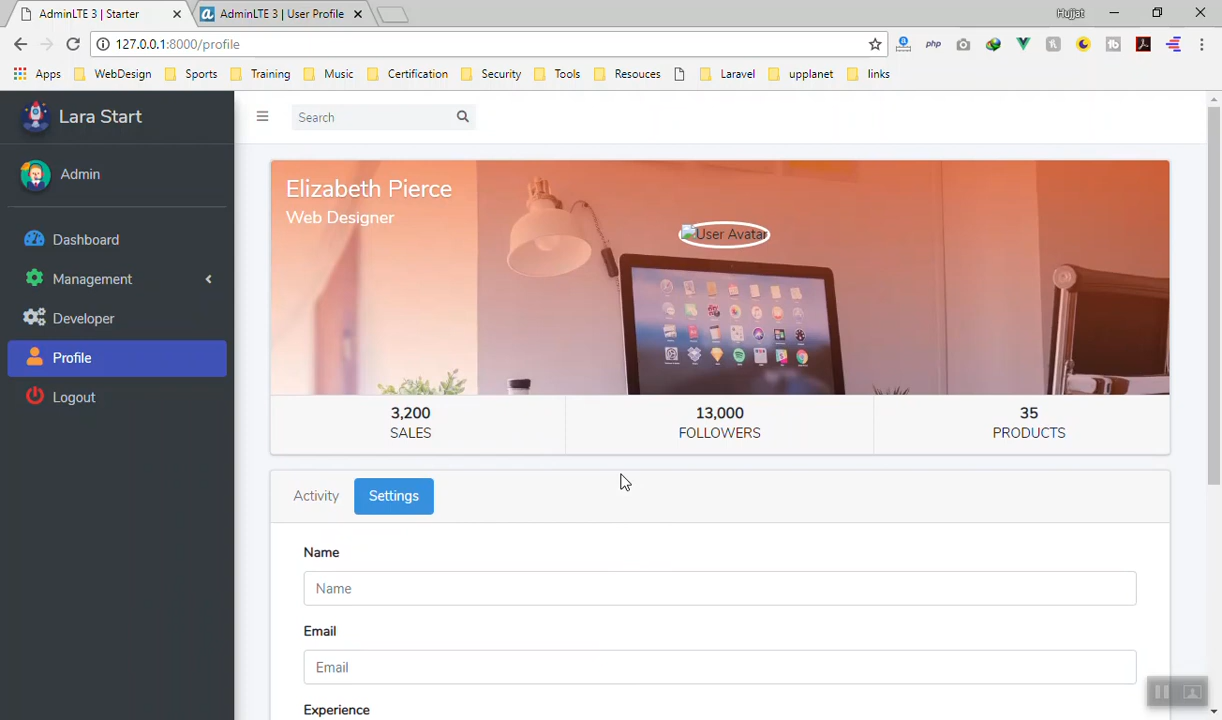 AdminLTE 3 | Starter
AdminLTE 3 | User Profile
Hujjat
127.0.0.1:8000/profile
php
Apps
WebDesign
Sports
Training
Music
Certification
Security
Tools
Resouces
Laravel
upplanet
links
Lara Start
Search
Admin
Elizabeth Pierce
Web Designer
User Avatar
Dashboard
Management
Developer
Profile
Logout
3,200
SALES
13,000
FOLLOWERS
35
PRODUCTS
Activity
Settings
Name
Name
Email
Email
Experience